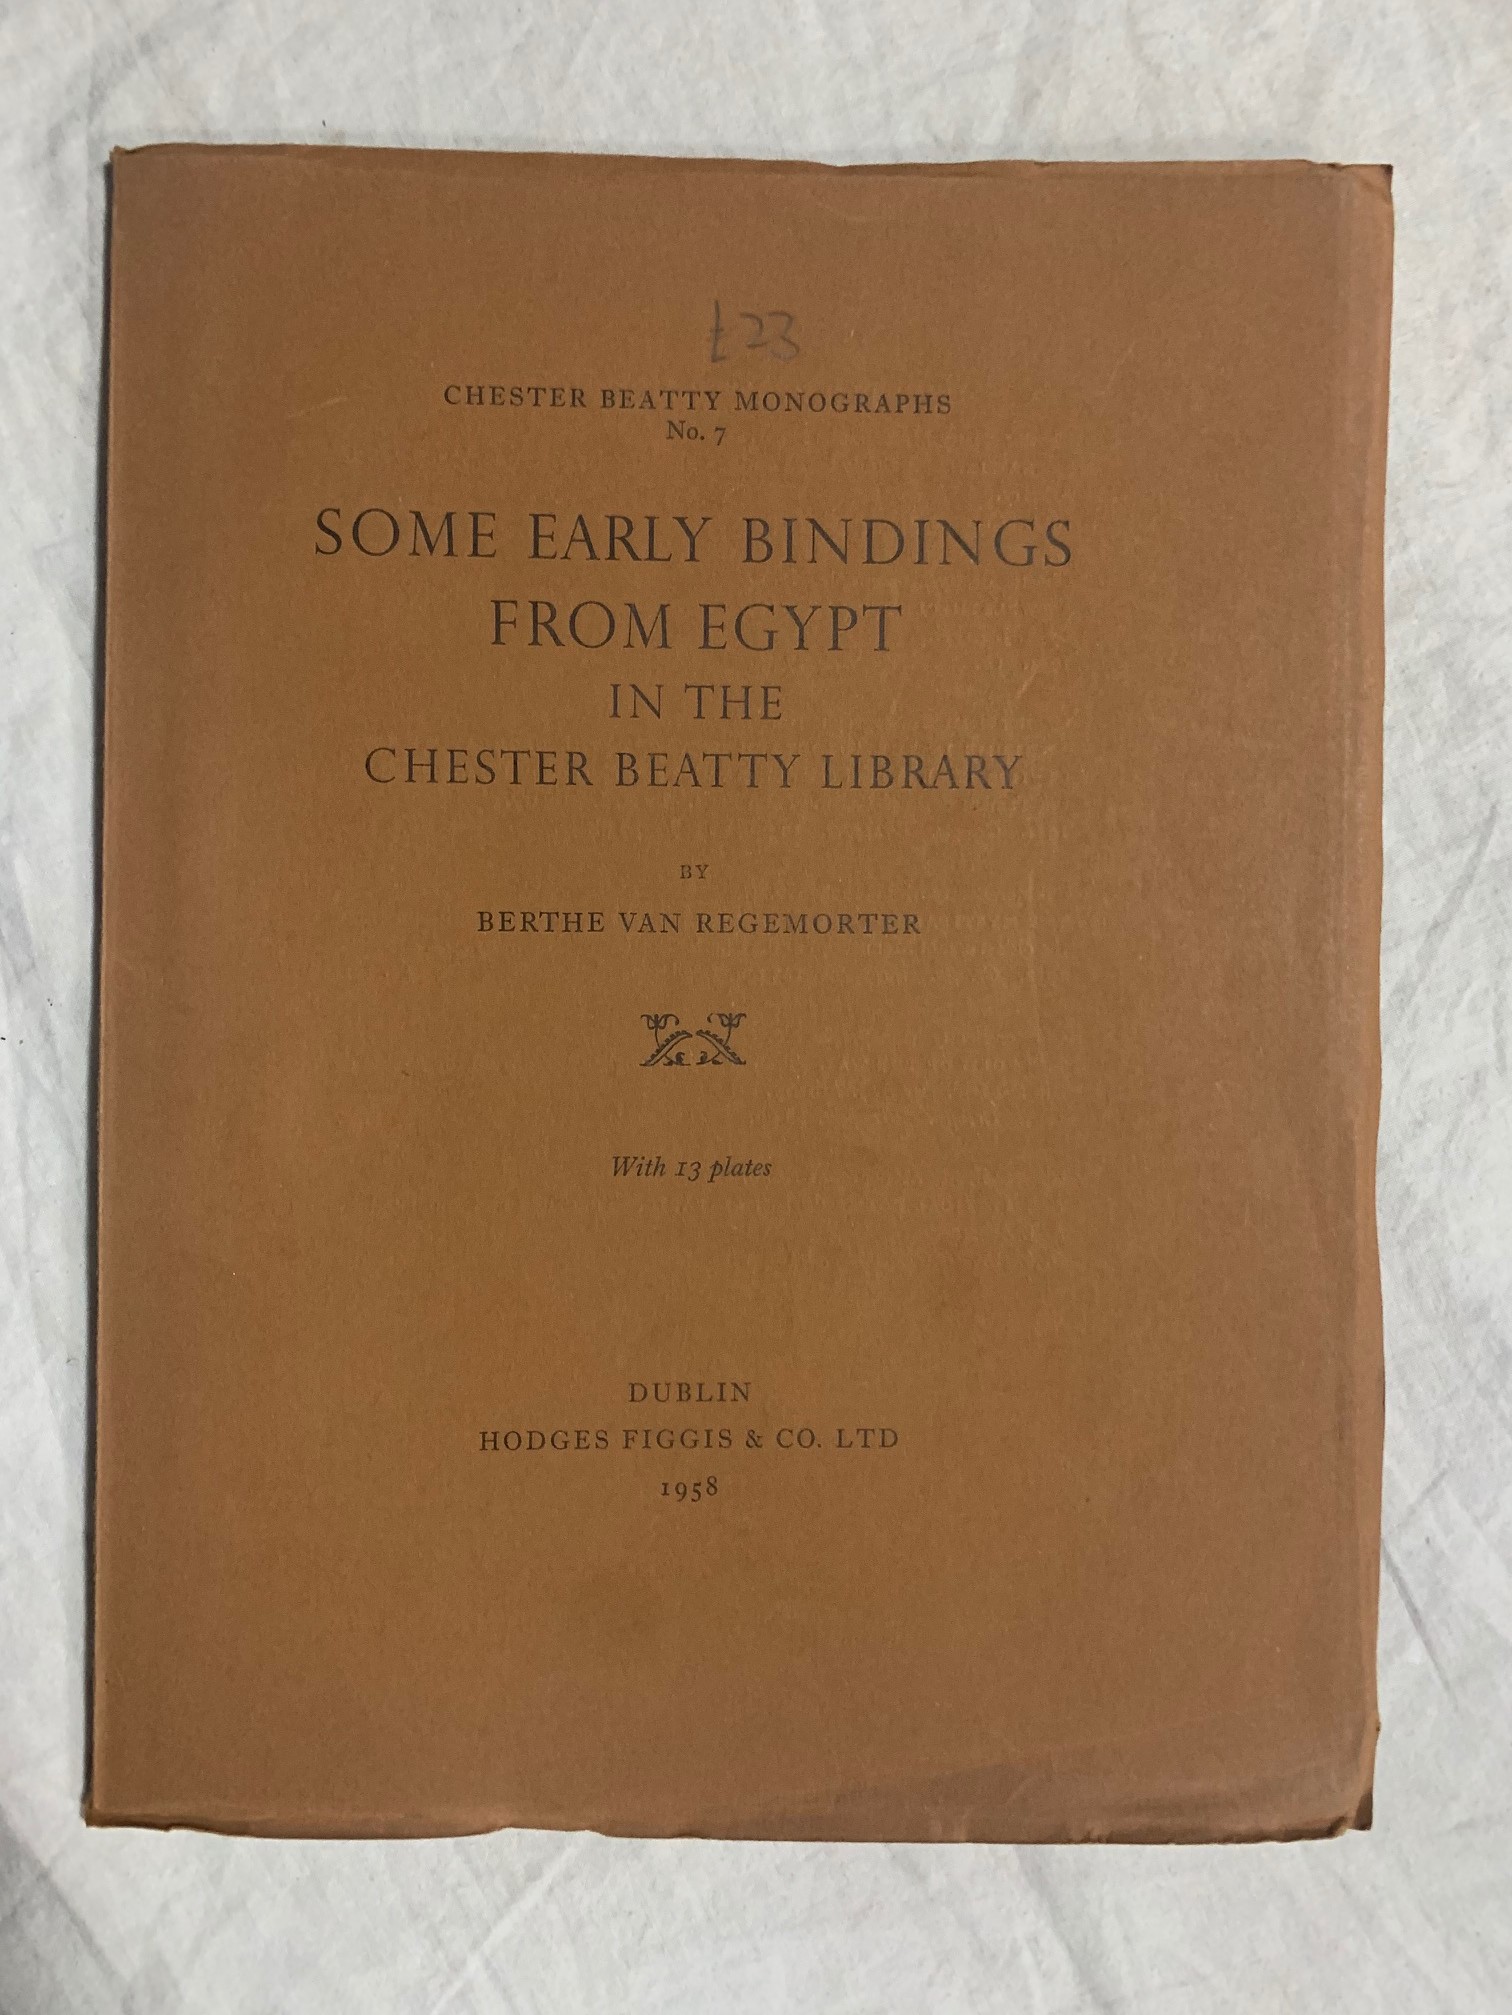 £23
CHESTER BEATTY MONOGRAPHS
No. 7
SOME EARLY BINDINGS
FROM EGYPT
IN THE
CHESTER BEATTY LIBRARY
BY
BERTHE VAN REGEMORTER
With 13 plates
DUBLIN
HODGES FIGGIS & CO. LTD
1958